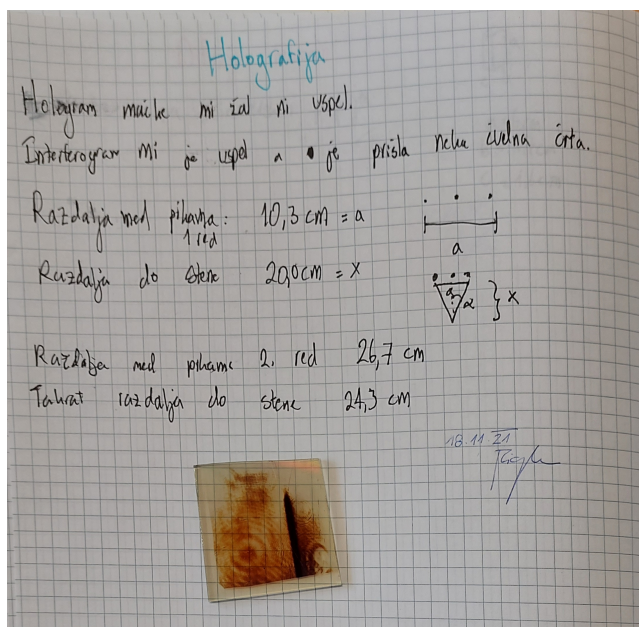 Holografija
Hologram mačke mi žal ni uspel.
Interferogram mi je uspel a je prišla neka čudna črta.
Razdalja med pikama: 10,3 cm = a
1 red
a
Razdalja do stene 20,0 cm = x
α } x
Razdalja med pikama 2. red 26,7 cm
Takrat razdalja do stene 24,3 cm
18.11 21